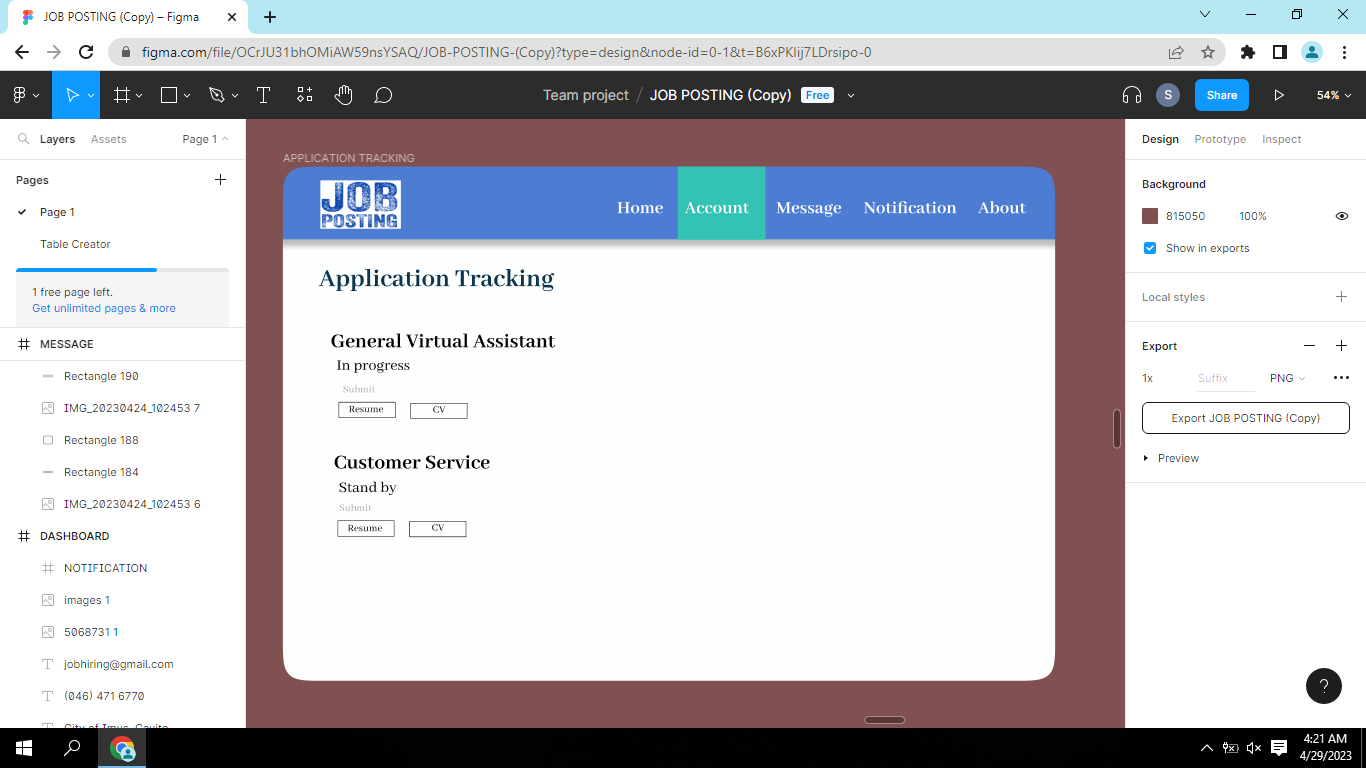 JOB POSTING (Copy) – Figma
figma.com/file/OCrJU31bhOMiAW59nsYSAQ/JOB-POSTING-(Copy)?type=design&node-id=0-1&t=B6xPKIij7LDrsipo-0
Team project / JOB POSTING (Copy) Free
S
Share
54%
Layers Assets Page 1
Pages
Page 1
Table Creator
1 free page left.
Get unlimited pages & more
MESSAGE
Rectangle 190
IMG_20230424_102453 7
Rectangle 188
Rectangle 184
IMG_20230424_102453 6
DASHBOARD
NOTIFICATION
images 1
5068731 1
jobhiring@gmail.com
(046) 471 6770
City of Imus, Cavite
APPLICATION TRACKING
JOB
POSTING
Home Account Message Notification About
Application Tracking
General Virtual Assistant
In progress
Submit
Resume CV
Customer Service
Stand by
Submit
Resume CV
Design Prototype Inspect
Background
815050 100%
Show in exports
Local styles
Export
1x Suffix PNG
Export JOB POSTING (Copy)
Preview
?
4:21 AM
4/29/2023